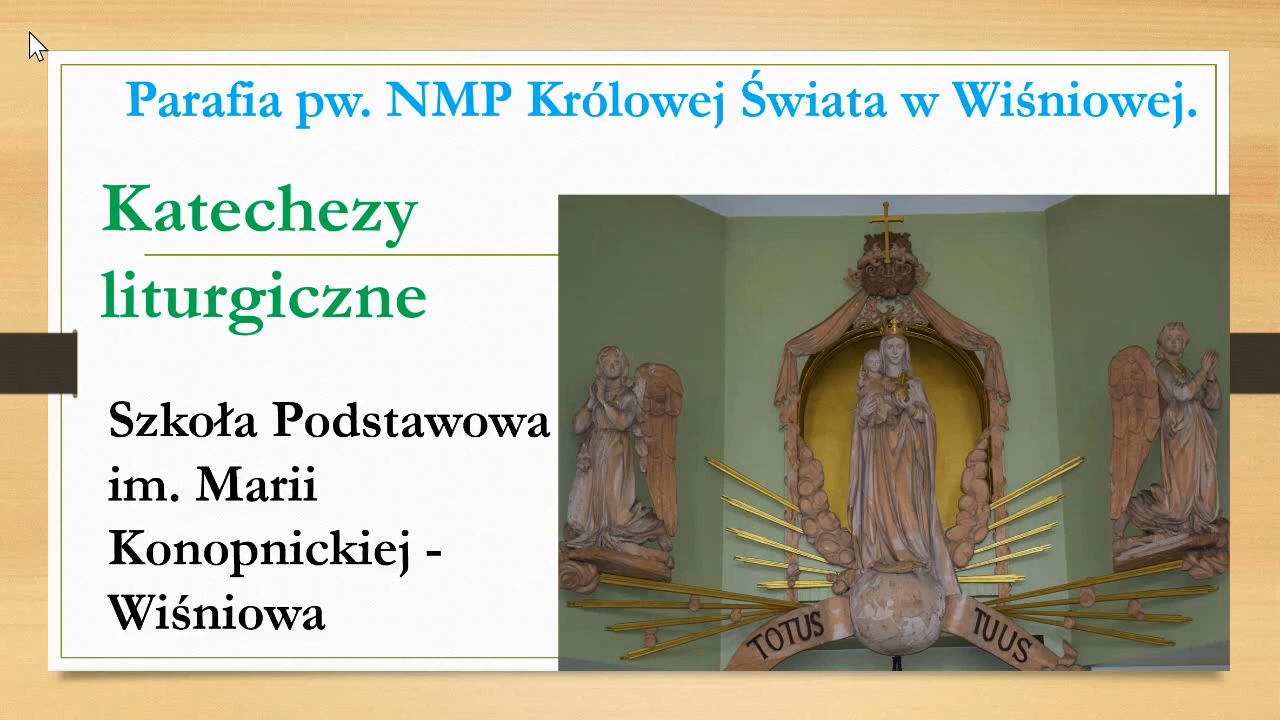 Parafia pw. NMP Królowej Świata w Wiśniowej.
Katechezy
liturgiczne
Szkoła Podstawowa
im. Marii
Konopnickiej -
Wiśniowa
TOTUS TUUS